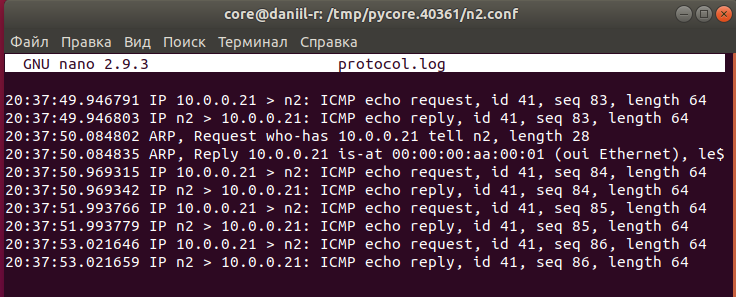 core@daniil-r: /tmp/pycore.40361/n2.conf
Файл Правка Вид Поиск Терминал Справка
GNU nano 2.9.3 protocol.log
20:37:49.946791 IP 10.0.0.21 > n2: ICMP echo request, id 41, seq 83, length 64
20:37:49.946803 IP n2 > 10.0.0.21: ICMP echo reply, id 41, seq 83, length 64
20:37:50.084802 ARP, Request who-has 10.0.0.21 tell n2, length 28
20:37:50.084835 ARP, Reply 10.0.0.21 is-at 00:00:00:aa:00:01 (oui Ethernet), le$
20:37:50.969315 IP 10.0.0.21 > n2: ICMP echo request, id 41, seq 84, length 64
20:37:50.969342 IP n2 > 10.0.0.21: ICMP echo reply, id 41, seq 84, length 64
20:37:51.993766 IP 10.0.0.21 > n2: ICMP echo request, id 41, seq 85, length 64
20:37:51.993779 IP n2 > 10.0.0.21: ICMP echo reply, id 41, seq 85, length 64
20:37:53.021646 IP 10.0.0.21 > n2: ICMP echo request, id 41, seq 86, length 64
20:37:53.021659 IP n2 > 10.0.0.21: ICMP echo reply, id 41, seq 86, length 64